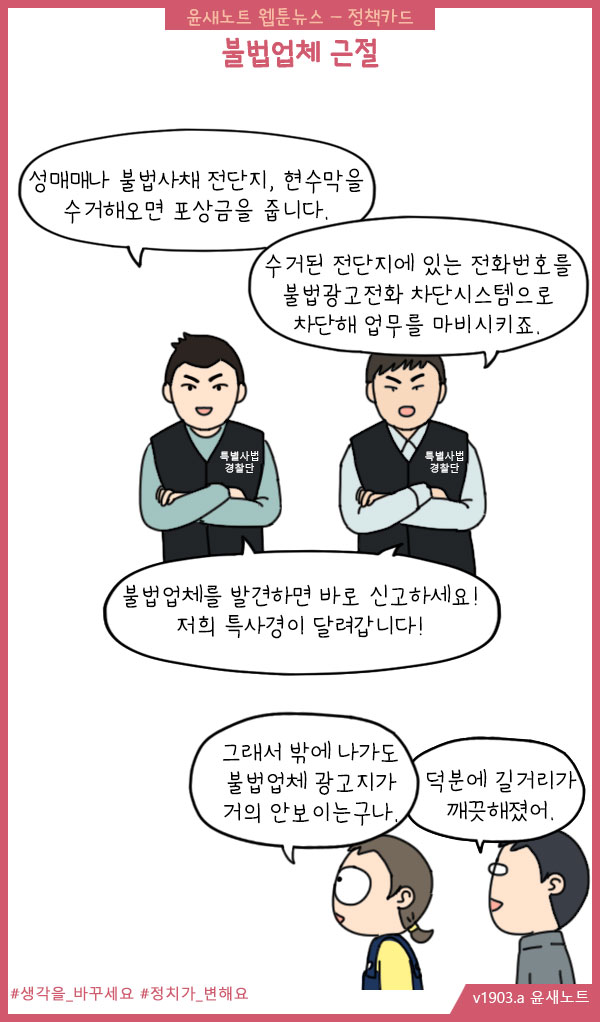 윤새노트 웹툰뉴스 - 정책카드
불법업체 근절
성매매나 불법사채 전단지, 현수막을
수거해오면 포상금을 줍니다.
수거된 전단지에 있는 전화번호를
불법광고전화 차단시스템으로
차단해 업무를 마비시키죠.
특별사법
경찰단
특별사법
경찰단
불법업체를 발견하면 바로 신고하세요!
저희 특사경이 달려갑니다!
그래서 밖에 나가도
불법업체 광고지가
거의 안보이는구나.
덕분에 길거리가
깨끗해졌어.
#생각을_바꾸세요 #정치가_변해요
v1903.a 윤새노트